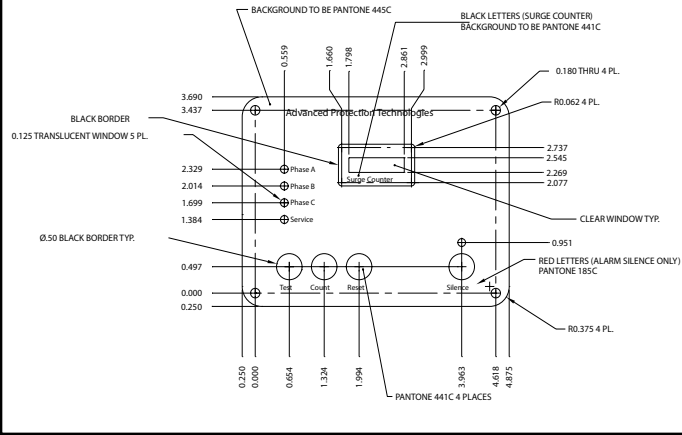 BACKGROUND TO BE PANTONE 445C
BLACK LETTERS (SURGE COUNTER)
BACKGROUND TO BE PANTONE 441C
0.559
1.660
1.798
2.861
2.999
0.180 THRU 4 PL.
3.690
3.437
Advanced Protection Technologies
R0.062 4 PL.
BLACK BORDER
0.125 TRANSLUCENT WINDOW 5 PL.
2.737
2.545
2.269
2.077
Surge Counter
2.329
Phase A
2.014
Phase B
1.699
Phase C
1.384
Service
CLEAR WINDOW TYP.
Ø.50 BLACK BORDER TYP.
0.951
RED LETTERS (ALARM SILENCE ONLY)
PANTONE 185C
0.497
Test
Count
Reset
Silence
0.000
0.250
R0.375 4 PL.
0.250
0.000
0.654
1.324
1.994
3.963
4.618
4.875
PANTONE 441C 4 PLACES